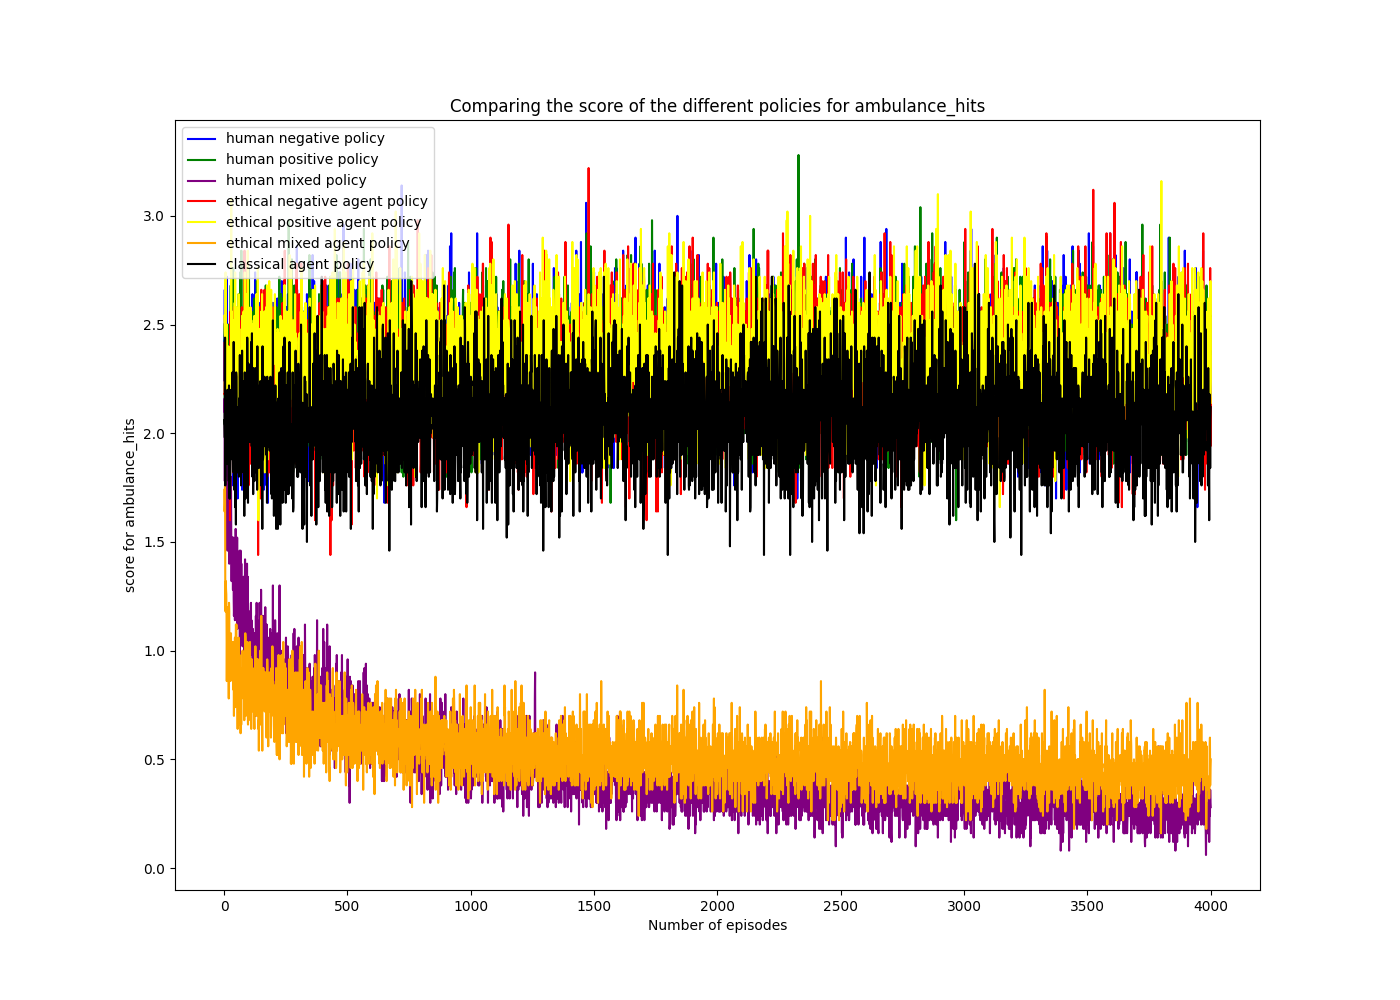 Comparing the score of the different policies for ambulance_hits
human negative policy
human positive policy
human mixed policy
ethical negative agent policy
ethical positive agent policy
ethical mixed agent policy
classical agent policy
3.0
2.5
2.0
1.5
1.0
0.5
0.0
score for ambulance_hits
0 500 1000 1500 2000 2500 3000 3500 4000
Number of episodes